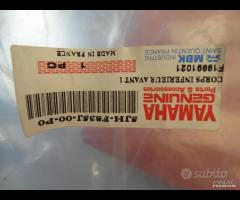 YAMAHA
GENUINE
Parts & Accessories
MBK INDUSTRIE
SAINT QUENTIN FRANCE
F19991021
CORPS INFERIEUR AVANT 1
1 PC
MADE IN FRANCE
5JH-F835J-00-P0
subito